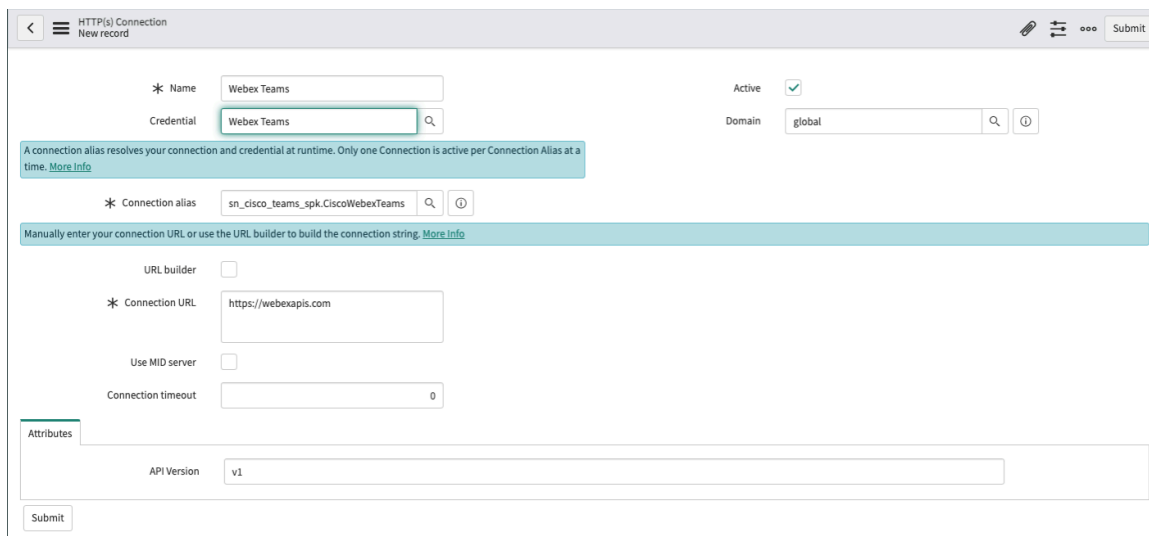 HTTP(s) Connection
New record
Submit
Name
Webex Teams
Active
Credential
Webex Teams
Domain
global
A connection alias resolves your connection and credential at runtime. Only one Connection is active per Connection Alias at a
time. More Info
Connection alias
sn_cisco_teams_spk.CiscoWebexTeams
Manually enter your connection URL or use the URL builder to build the connection string. More Info
URL builder
Connection URL
https://webexapis.com
Use MID server
Connection timeout
0
Attributes
API Version
v1
Submit